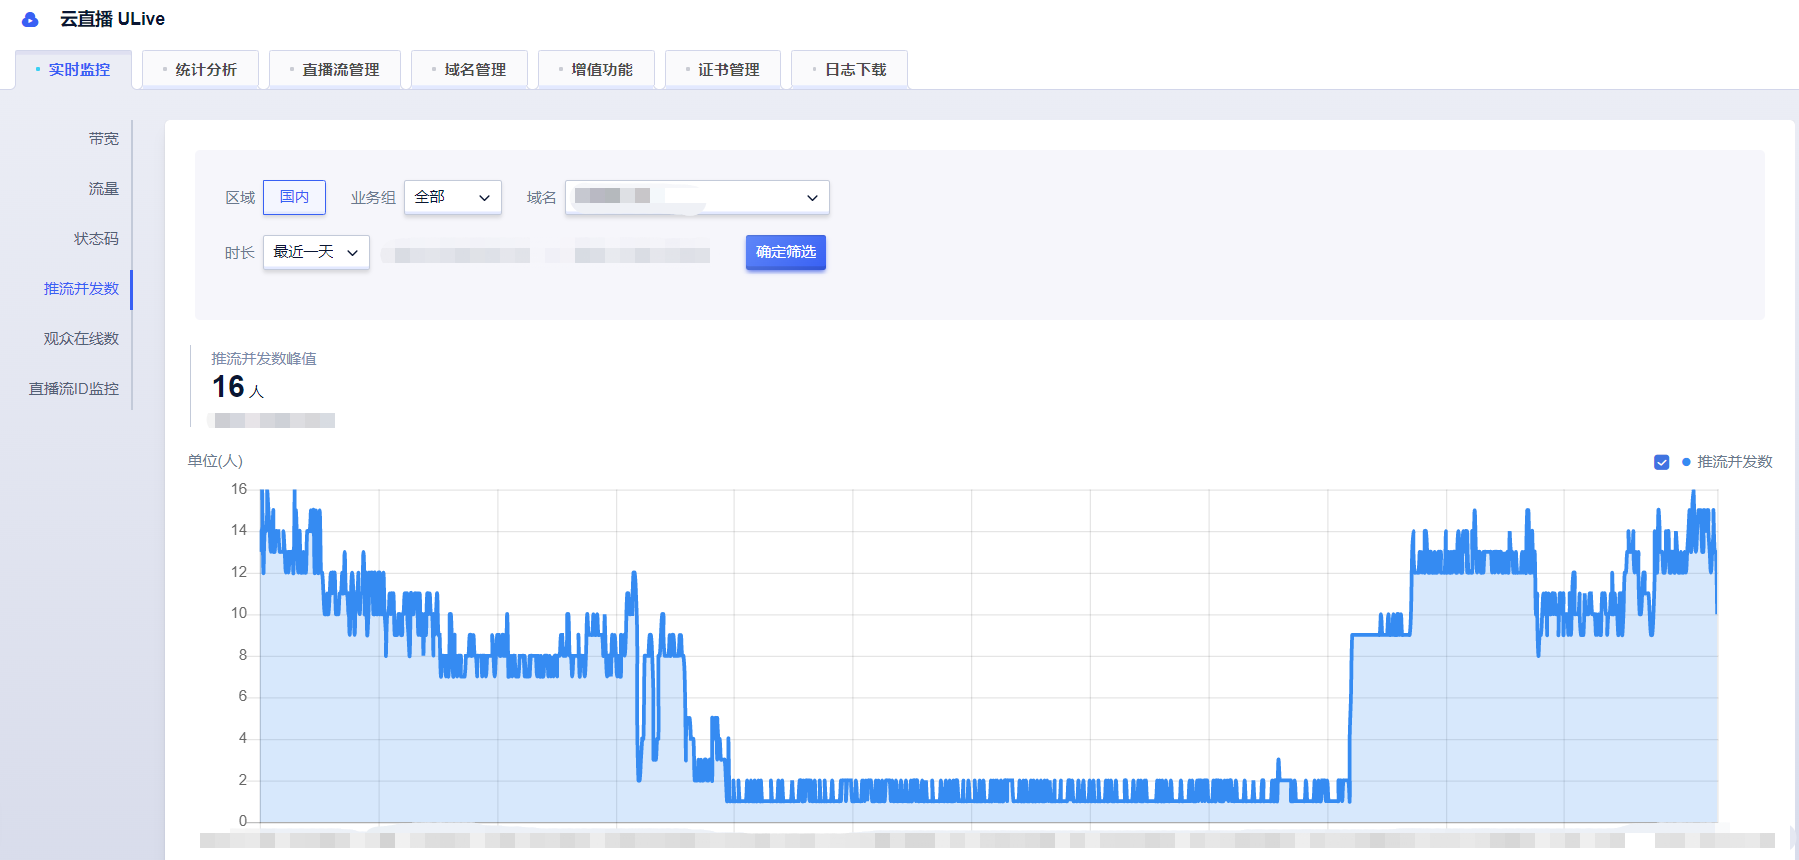 云直播 ULive
实时监控
统计分析
直播流管理
域名管理
增值功能
证书管理
日志下载
带宽
流量
状态码
推流并发数
观众在线数
直播流ID监控
区域 国内 业务组 全部 域名
时长 最近一天 确定筛选
推流并发数峰值
16 人
单位(人)
推流并发数
16
14
12
10
8
6
4
2
0